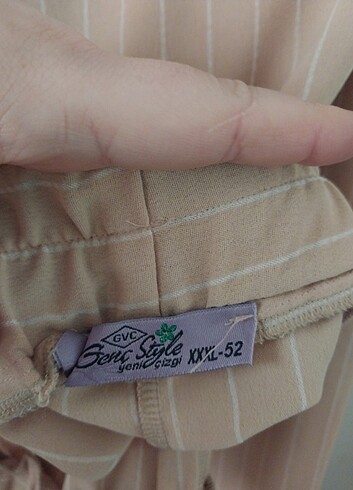 GVC
Genç Style
yeni çizgi
XXXL-52